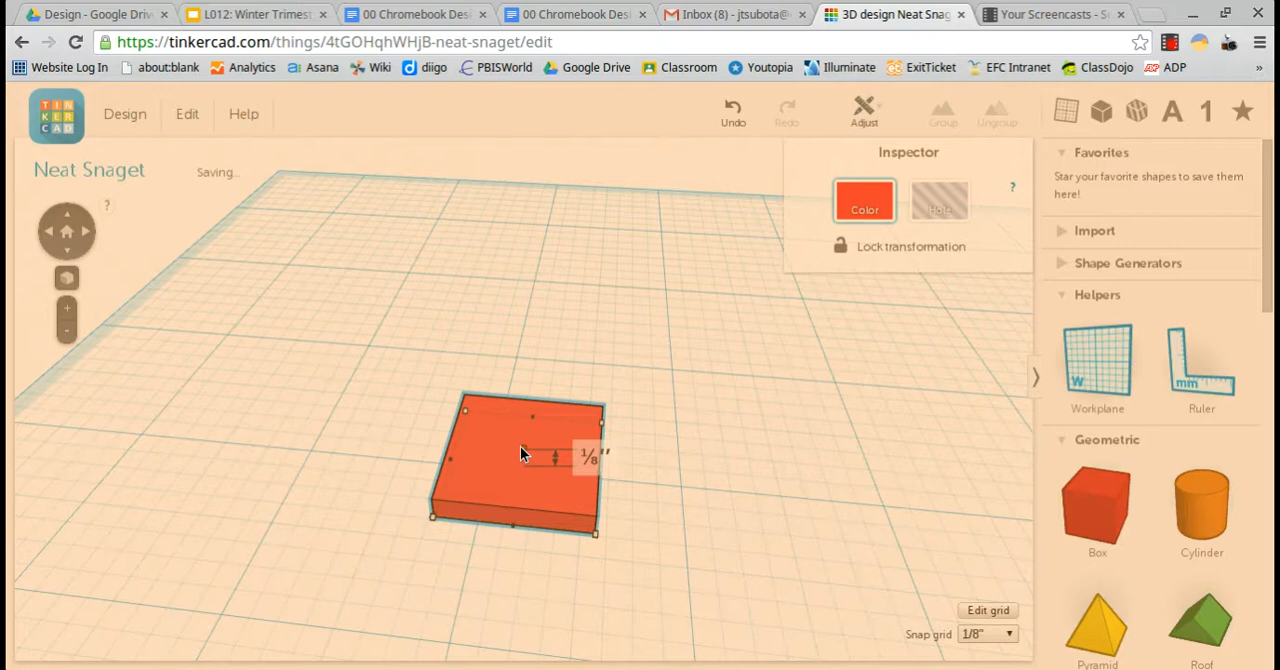 Design - Google Driv
L012: Winter Trimest
00 Chromebook Desi
00 Chromebook Desi
Inbox (8) - jtsubota@
3D design Neat Snag
Your Screencasts - S
https://tinkercad.com/things/4tGOHqhWHjB-neat-snaget/edit
Website Log In
about:blank
Analytics
Asana
Wiki
diigo
PBISWorld
Google Drive
Classroom
Youtopia
Illuminate
ExitTicket
EFC Intranet
ClassDojo
ADP
»
TIN
KER
CAD
Design
Edit
Help
Undo
Redo
Adjust
Group
Ungroup
A
1
Neat Snaget
Saving...
?
+
-
Inspector
Color
Hole
?
Lock transformation
1/8"
Edit grid
Snap grid
1/8"
Favorites
Star your favorite shapes to save them
here!
Import
Shape Generators
Helpers
W
Workplane
mm
Ruler
Geometric
Box
Cylinder
Pyramid
Roof